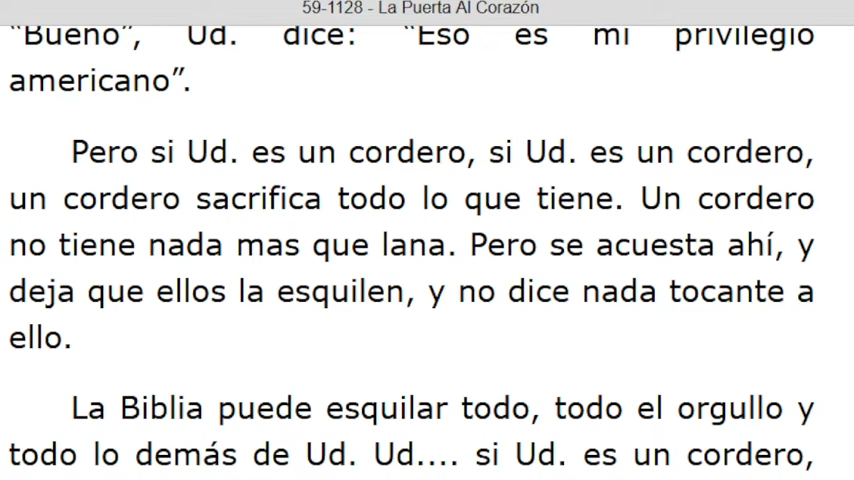 59-1128 - La Puerta Al Corazón
“Bueno”, Ud. dice: “Eso es mi privilegio
americano”.
Pero si Ud. es un cordero, si Ud. es un cordero,
un cordero sacrifica todo lo que tiene. Un cordero
no tiene nada mas que lana. Pero se acuesta ahí, y
deja que ellos la esquilen, y no dice nada tocante a
ello.
La Biblia puede esquilar todo, todo el orgullo y
todo lo demás de Ud. Ud.... si Ud. es un cordero,